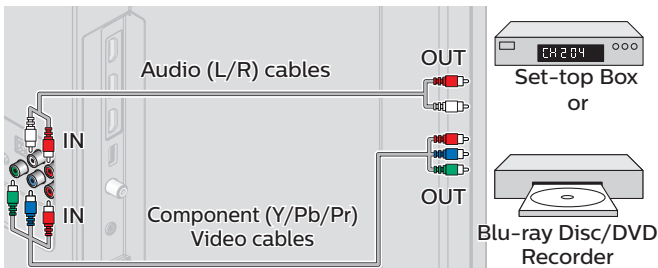 Audio (L/R) cables
OUT
CH204
Set-top Box
or
IN
IN
OUT
Component (Y/Pb/Pr)
Video cables
Blu-ray Disc/DVD
Recorder